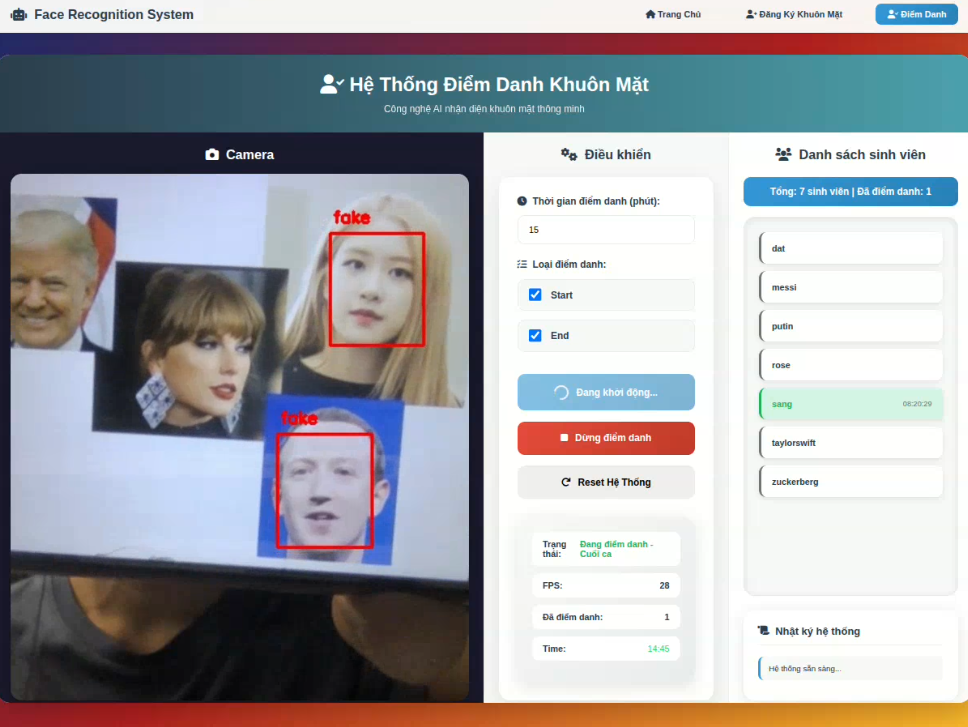 Face Recognition System
Trang Chủ
Đăng Ký Khuôn Mặt
Điểm Danh
Hệ Thống Điểm Danh Khuôn Mặt
Công nghệ AI nhận diện khuôn mặt thông minh
Camera
fake
fake
Điều khiển
Thời gian điểm danh (phút):
15
Loại điểm danh:
Start
End
Đang khởi động...
Dừng điểm danh
Reset Hệ Thống
Trạng thái:
Đang điểm danh -
Cuối ca
FPS:
28
Đã điểm danh:
1
Time:
14:45
Danh sách sinh viên
Tổng: 7 sinh viên | Đã điểm danh: 1
dat
messi
putin
rose
sang
08:20:29
taylorswift
zuckerberg
Nhật ký hệ thống
Hệ thống sẵn sàng...